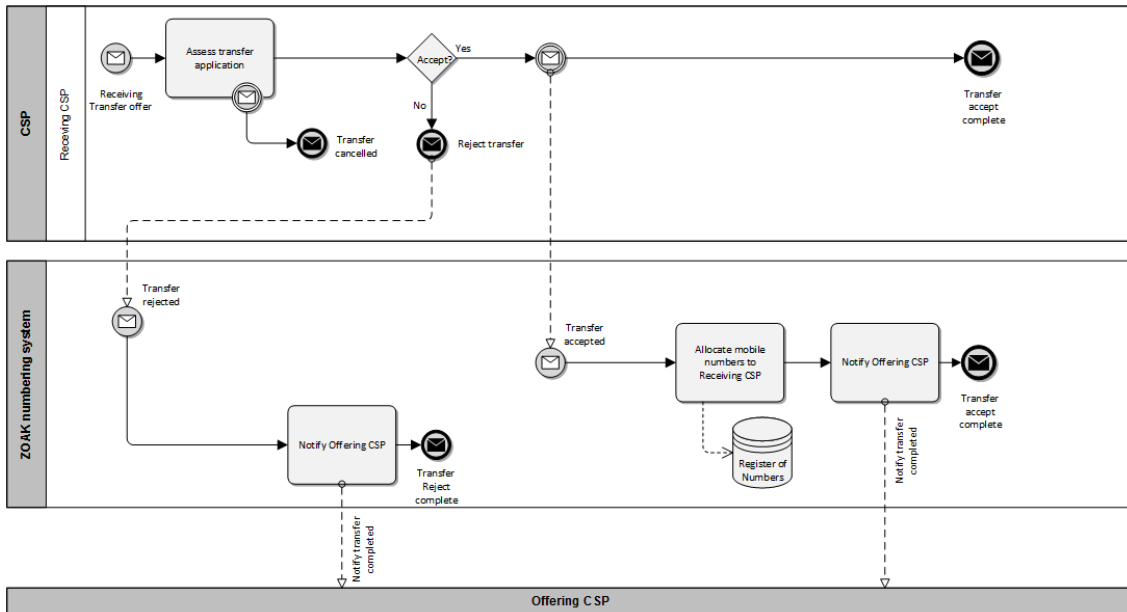 CSP
Receving CSP
Receiving
Transfer offer
Assess transfer
application
Transfer
cancelled
Accept?
Yes
No
Reject transfer
Transfer
accept
complete
ZOAK numbering system
Transfer
rejected
Notify Offering CSP
Transfer
Reject
complete
Notify transfer
completed
Transfer
accepted
Allocate mobile
numbers to
Receiving CSP
Register of
Numbers
Notify Offering CSP
Transfer
accept
complete
Notify transfer
completed
Offering CSP